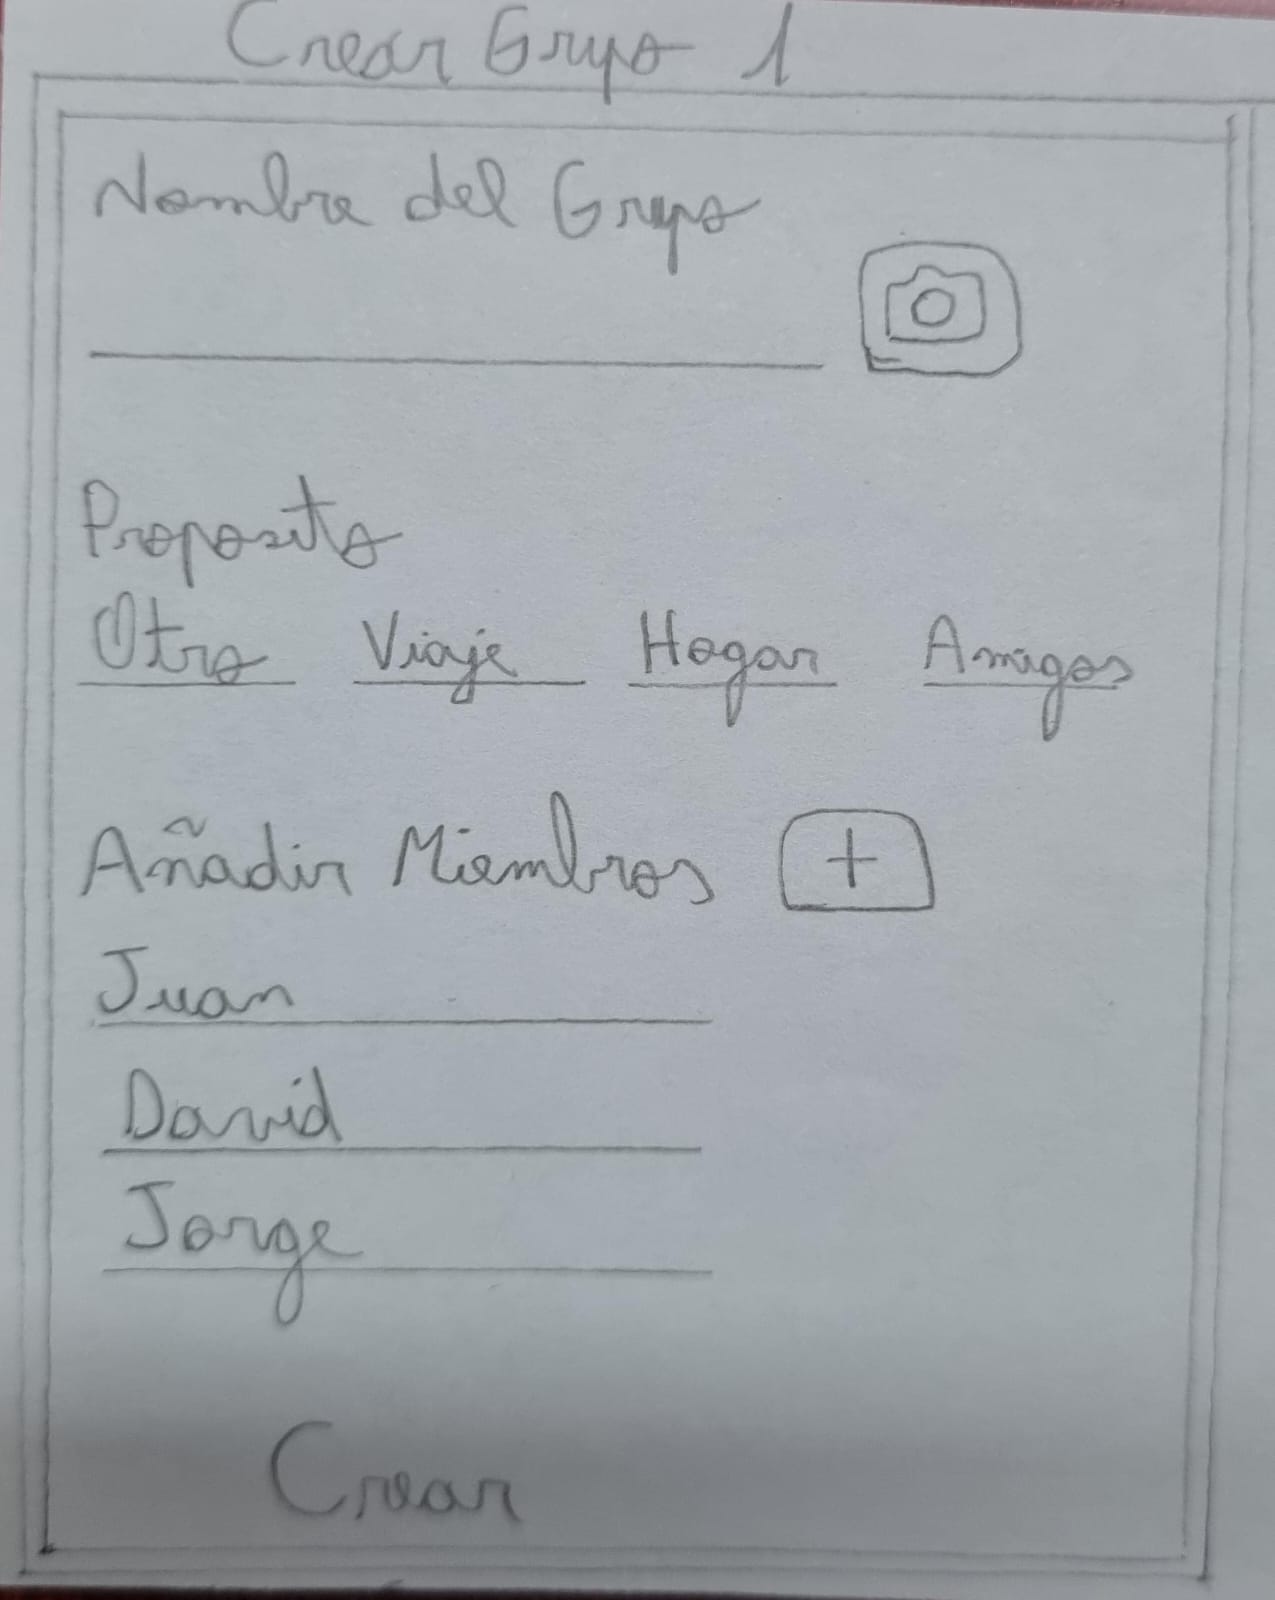 Crear Grupo 1
Nombre del Grupo
Proposito
Otro Viaje Hogar Amigos
Añadir Miembros +
Juan
David
Jorge
Crear